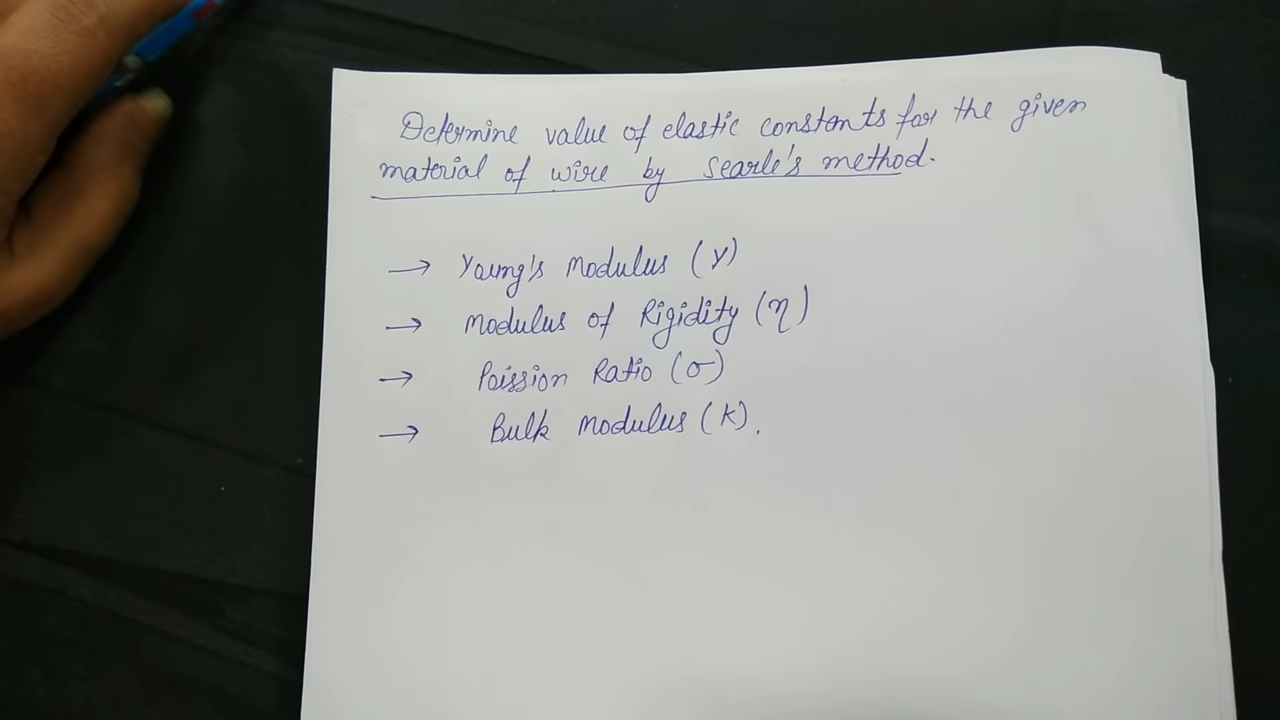 Determine value of elastic constants for the given
material of wire by Searle's method.
→ Young's Modulus (Y)
→ Modulus of Rigidity (η)
→ Poission Ratio (σ)
→ Bulk Modulus (K).